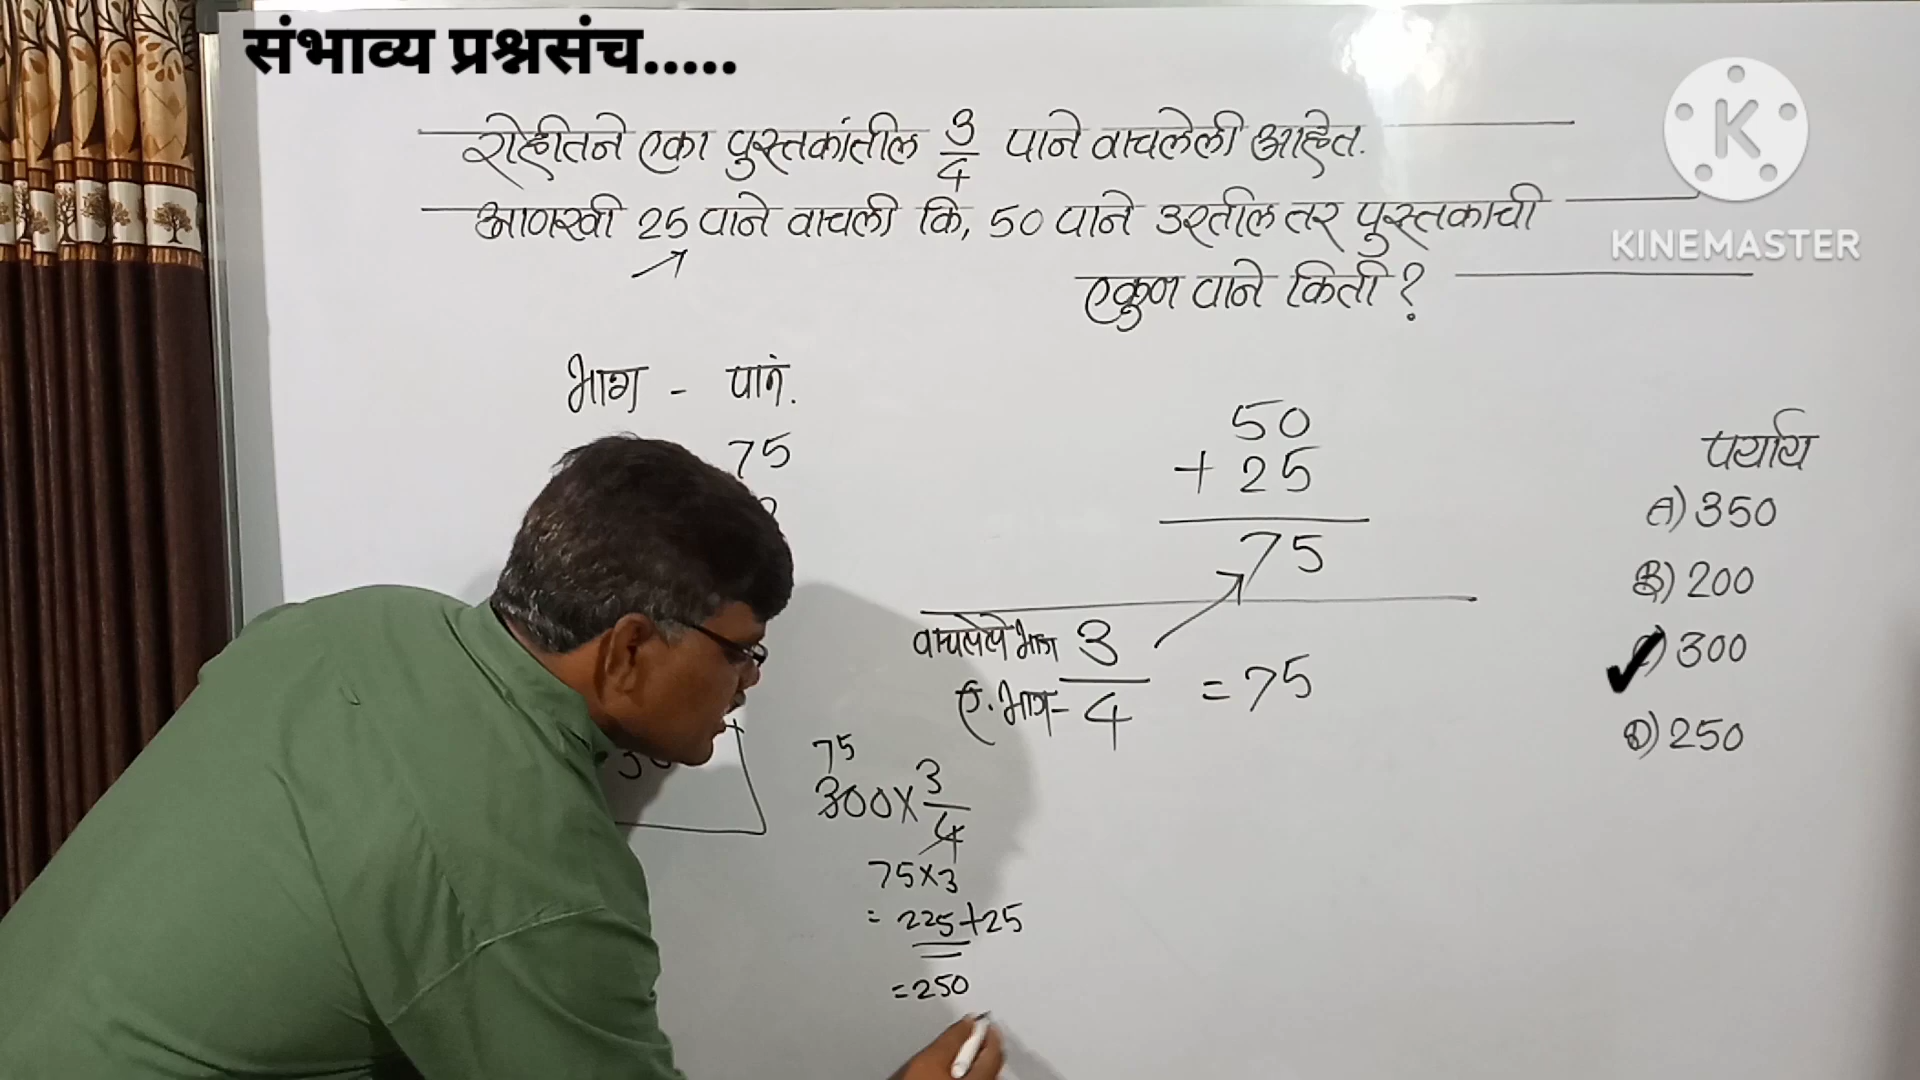 संभाव्य प्रश्नसंच.....
रोहीतने एका पुस्तकांतील 3/4 पाने वाचलेली आहेत.
आणखी 25 पाने वाचली कि, 50 पाने उरतील तर पुस्तकाची
एकुण पाने किती?
KINEMASTER
भाग - पाने.
75
50
+ 25
75
वाचलेले भाग 3
ए. भाग- 4 = 75
75
300 × 3/4
75×3
= 225+25
= 250
पर्याय
A) 350
B) 200
C) 300
D) 250